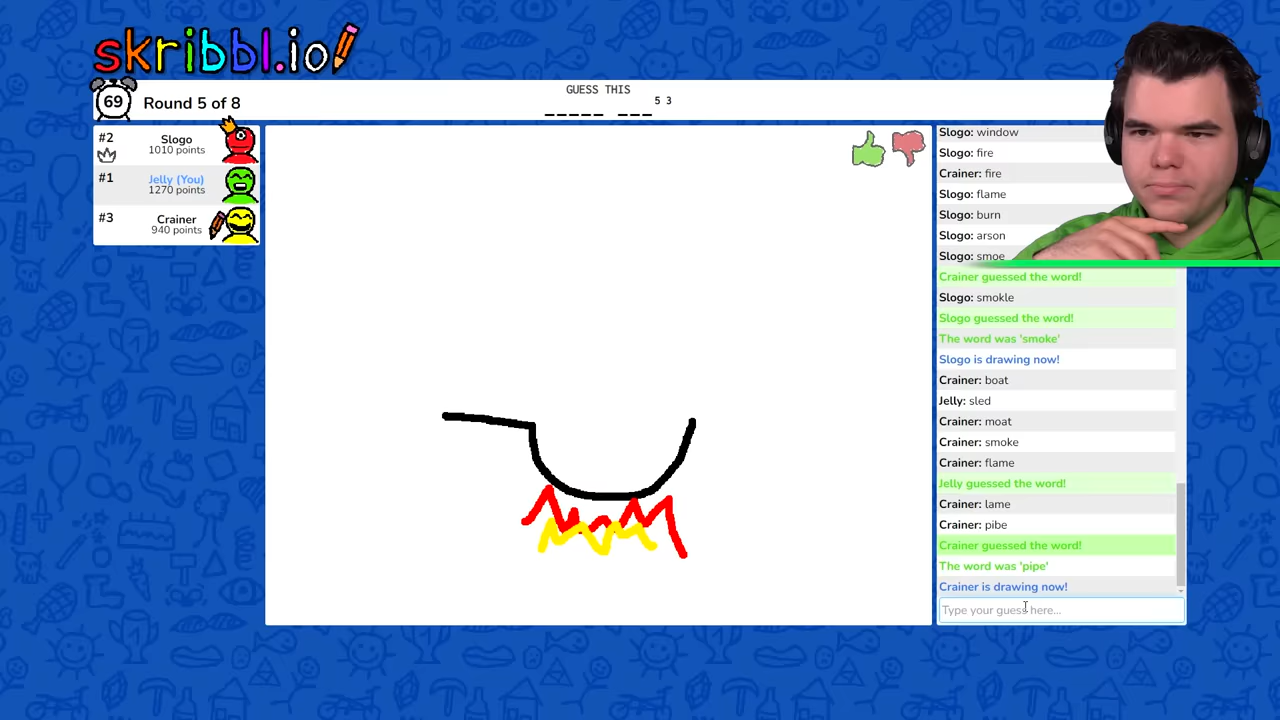 skribbl.io
69
Round 5 of 8
GUESS THIS
_____ ___ 5 3
#2
Slogo
1010 points
#1
Jelly (You)
1270 points
#3
Crainer
940 points
Slogo: window
Slogo: fire
Crainer: fire
Slogo: flame
Slogo: burn
Slogo: arson
Slogo: smoe
Crainer guessed the word!
Slogo: smokle
Slogo guessed the word!
The word was 'smoke'
Slogo is drawing now!
Crainer: boat
Jelly: sled
Crainer: moat
Crainer: smoke
Crainer: flame
Jelly guessed the word!
Crainer: lame
Crainer: pibe
Crainer guessed the word!
The word was 'pipe'
Crainer is drawing now!
Type your guess here...